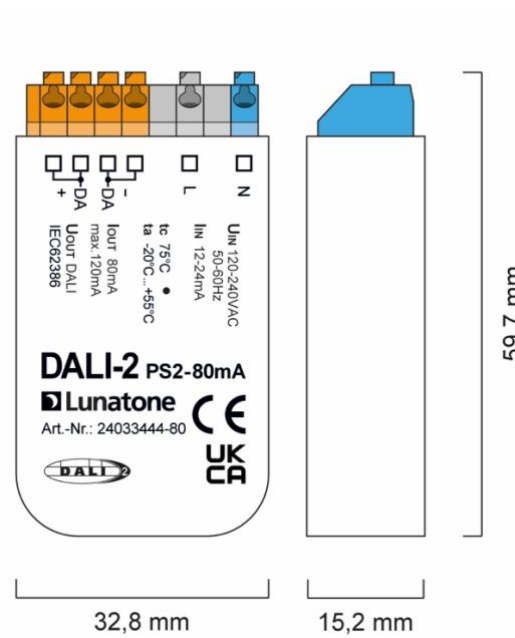 + -DA -DA - L N
UIN 120-240VAC
50-60Hz
IIN 12-24mA
tc 75°C
ta -20°C...+55°C
IOUT 80mA
max.120mA
UOUT DALI
IEC62386
DALI-2 PS2-80mA
Lunatone
Art.-Nr.: 24033444-80
CE
UK
CA
DALI 2
59,7 mm
32,8 mm
15,2 mm